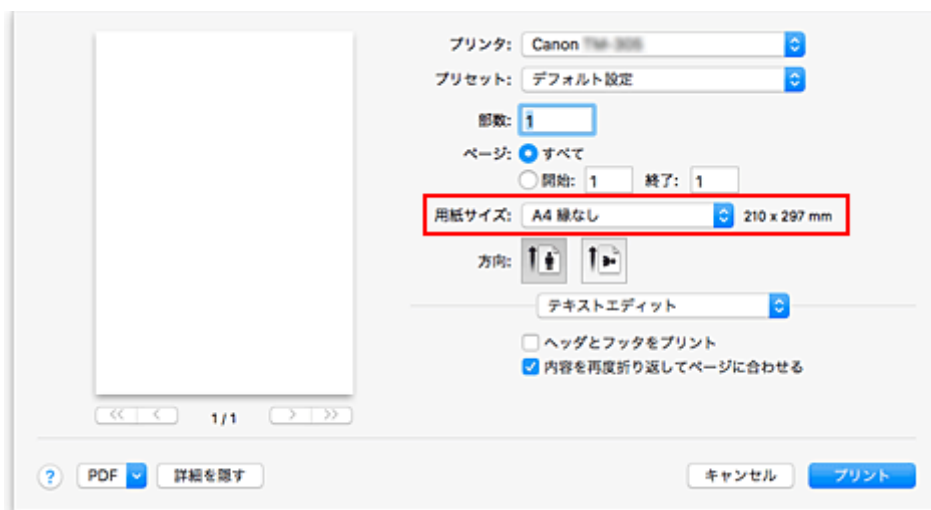 プリンタ: Canon
プリセット: デフォルト設定
部数: 1
ページ: すべて
開始: 1 終了: 1
用紙サイズ: A4 縁なし 210 x 297 mm
方向:
テキストエディット
ヘッダとフッタをプリント
内容を再度折り返してページに合わせる
<< < 1 / 1 > >>
? PDF 詳細を隠す キャンセル プリント